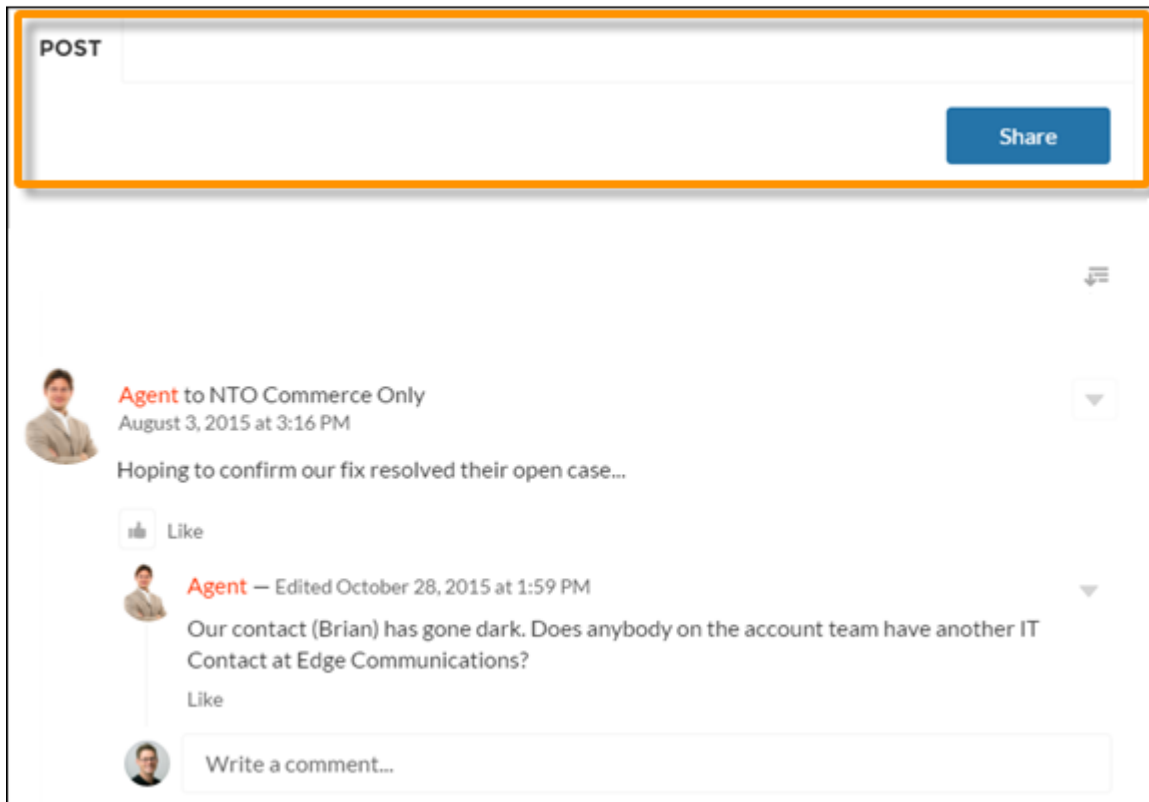 POST
Share
Agent to NTO Commerce Only
August 3, 2015 at 3:16 PM
Hoping to confirm our fix resolved their open case...
Like
Agent — Edited October 28, 2015 at 1:59 PM
Our contact (Brian) has gone dark. Does anybody on the account team have another IT
Contact at Edge Communications?
Like
Write a comment...